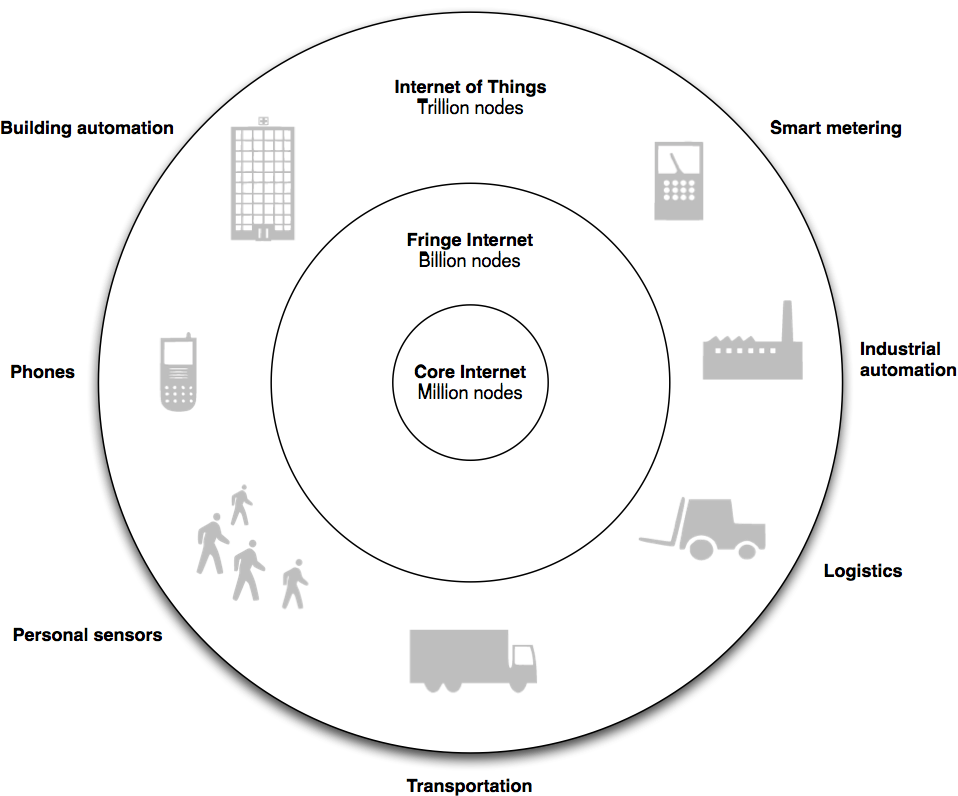 Internet of Things
Trillion nodes
Building automation
Smart metering
Fringe Internet
Billion nodes
Core Internet
Million nodes
Phones
Industrial
automation
Logistics
Personal sensors
Transportation